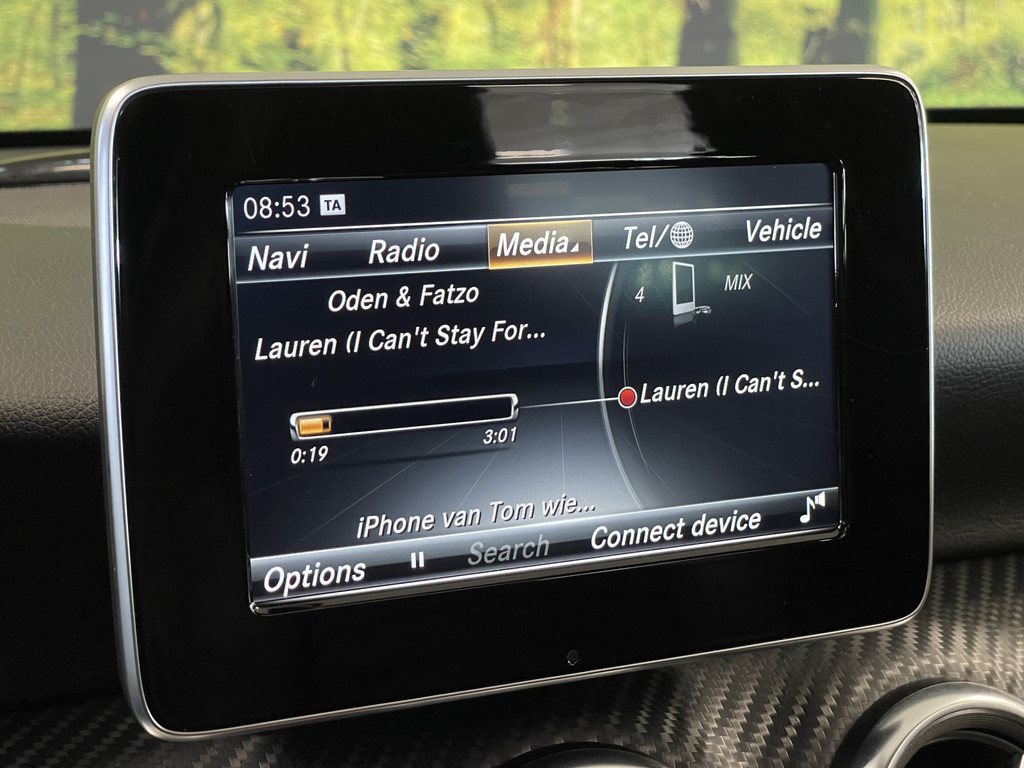 08:53 TA
Navi Radio Media Tel/ Vehicle
Oden & Fatzo
4 MIX
Lauren (I Can't Stay For...
Lauren (I Can't S...
0:19 3:01
iPhone van Tom wie...
Options Search Connect device